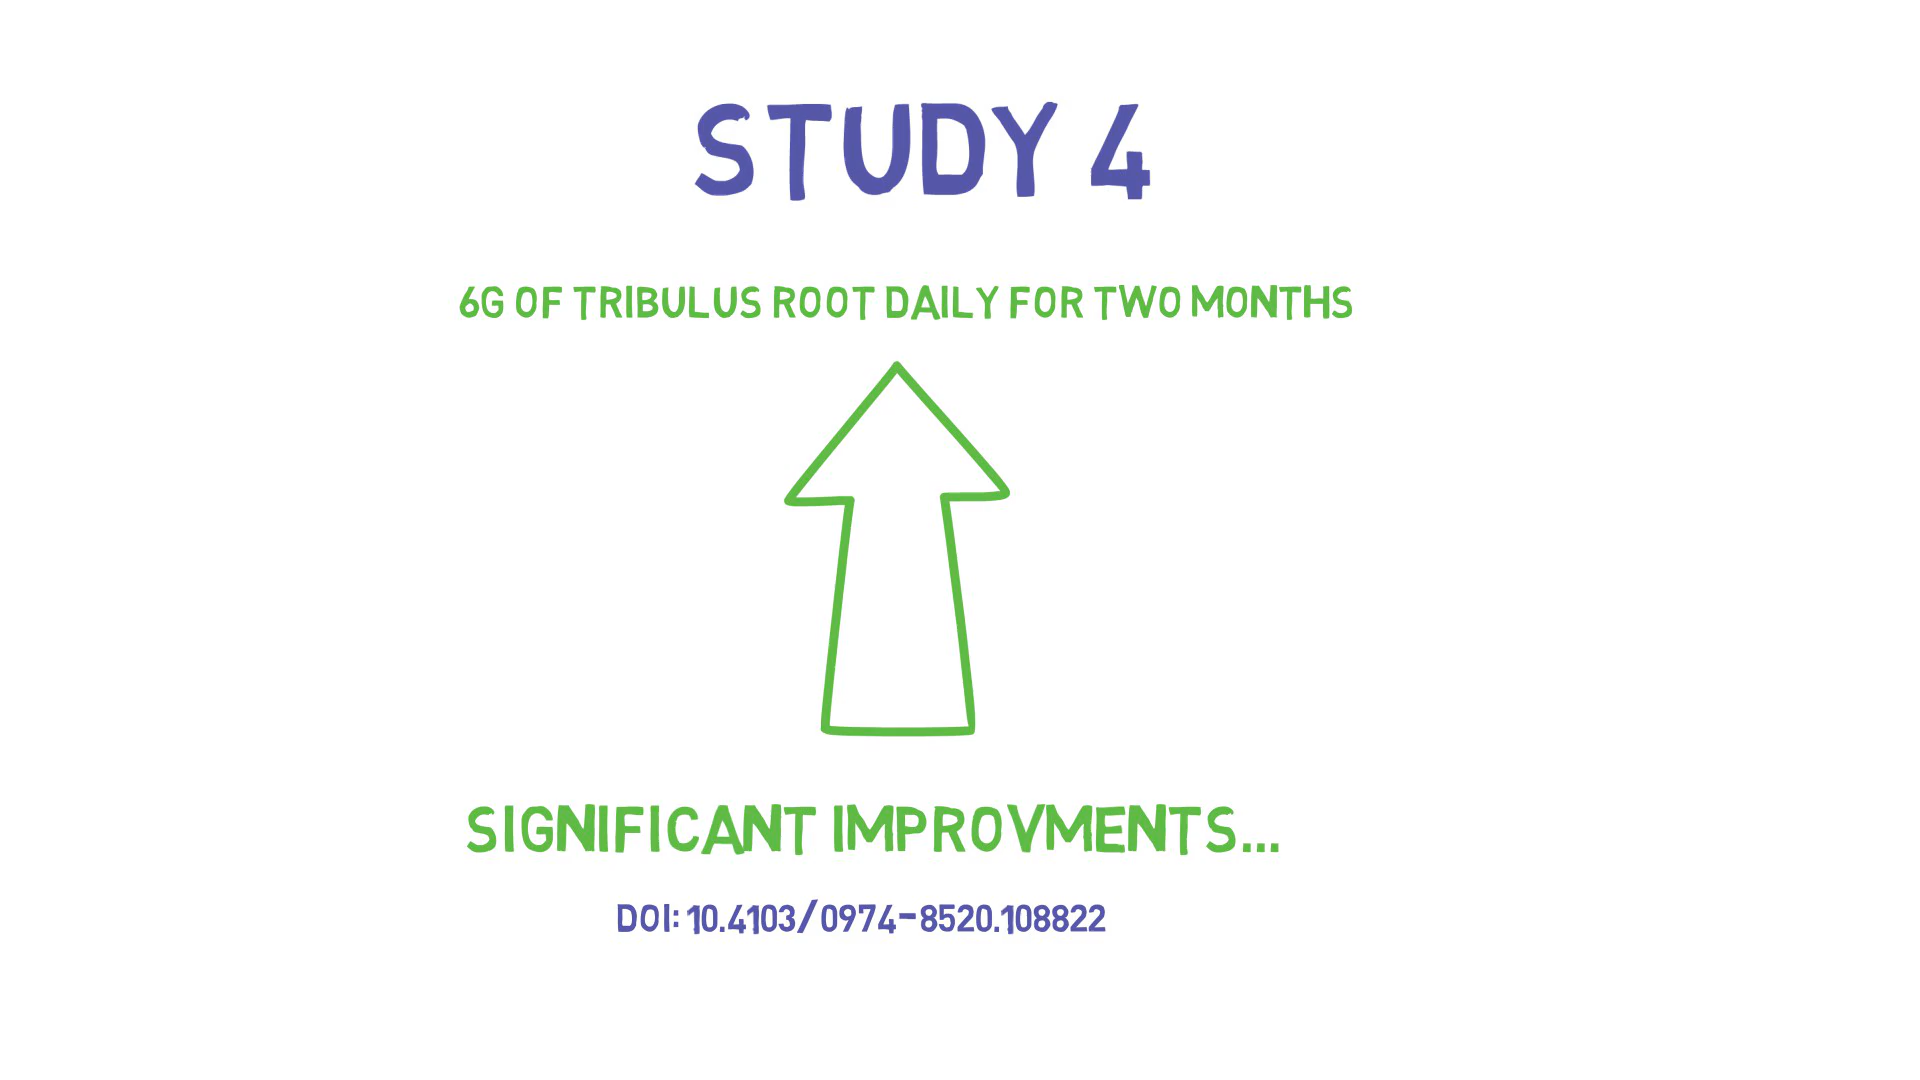 STUDY 4
6G OF TRIBULUS ROOT DAILY FOR TWO MONTHS
SIGNIFICANT IMPROVMENTS...
DOI: 10.4103/0974-8520.108822